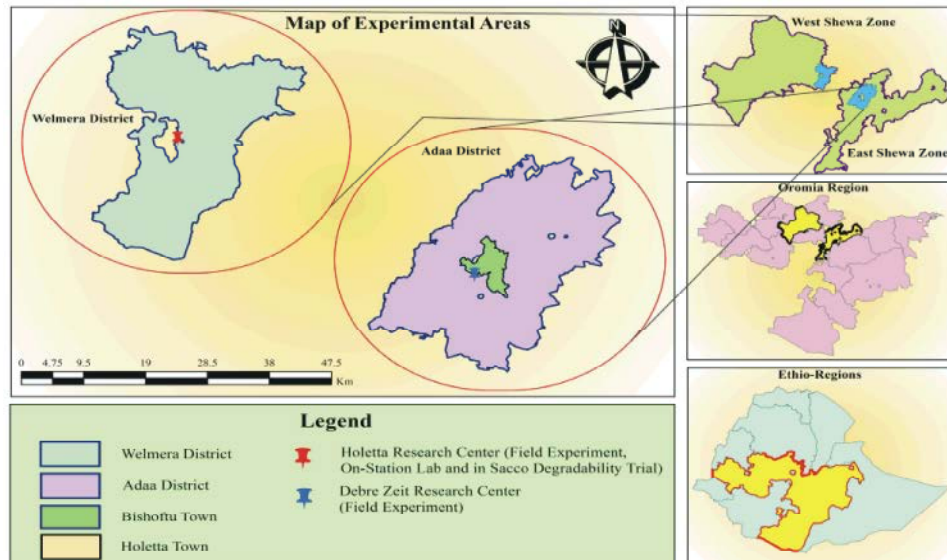 Map of Experimental Areas
N
Welmera District
Adaa District
0 4.75 9.5 19 28.5 38 47.5
Km
West Shewa Zone
East Shewa Zone
Oromia Region
Ethio-Regions
Legend
Welmera District
Adaa District
Bishoftu Town
Holetta Town
Holetta Research Center (Field Experiment,
On-Station Lab and in Sacco Degradability Trial)
Debre Zeit Research Center
(Field Experiment)